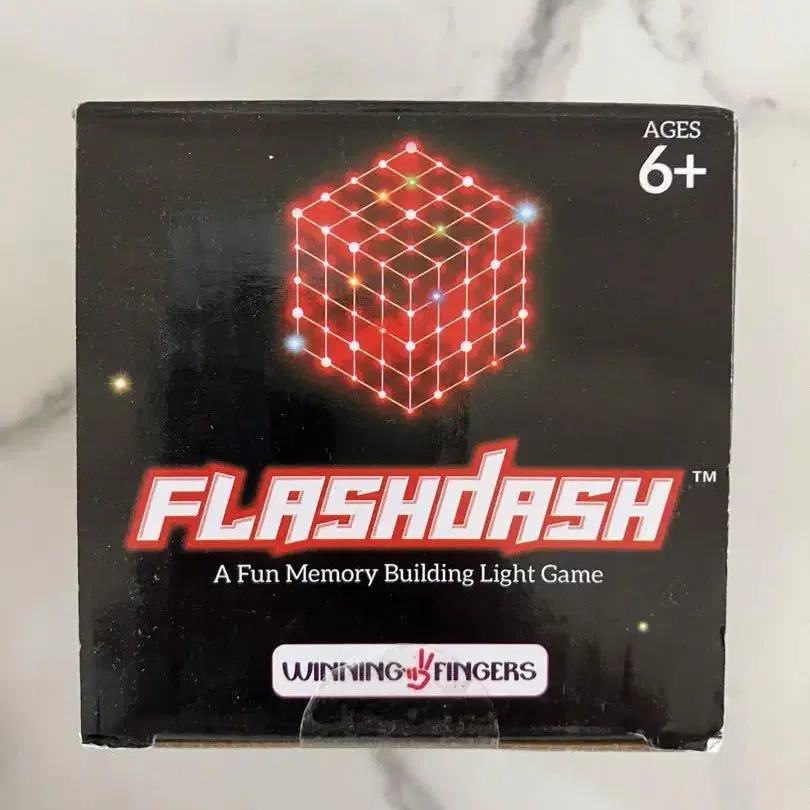 AGES
6+
FLASHdASH™
A Fun Memory Building Light Game
WINNING FINGERS